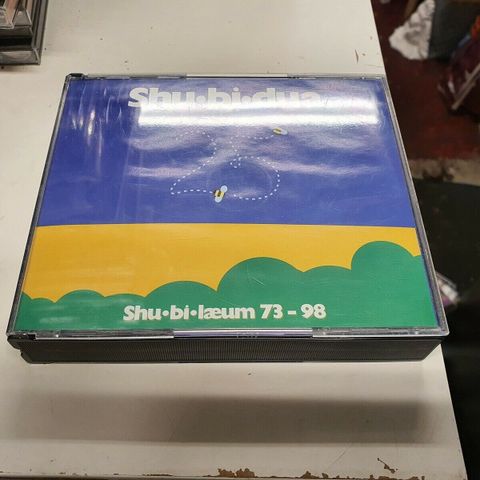 Shu•bi•dua
Shu•bi•læum 73 – 98